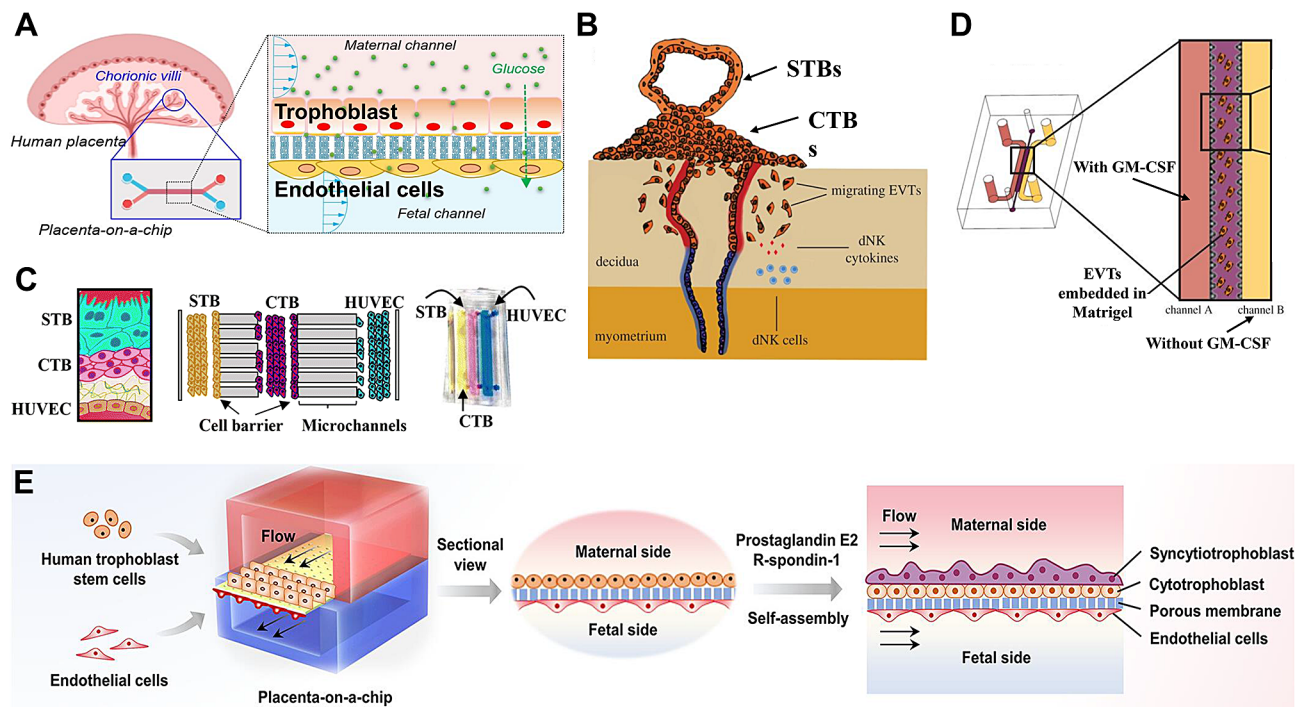 A
Maternal channel
Chorionic villi
Glucose
Trophoblast
Human placenta
Endothelial cells
Fetal channel
Placenta-on-a-chip
B
STBs
CTB
s
migrating EVTs
dNK
cytokines
decidua
myometrium
dNK cells
C
STB
CTB
HUVEC
STB
CTB
HUVEC
Cell barrier
Microchannels
STB
HUVEC
CTB
D
With GM-CSF
EVTs
embedded in
Matrigel
channel A
channel B
Without GM-CSF
E
Human trophoblast
stem cells
Endothelial cells
Flow
Placenta-on-a-chip
Sectional
view
Maternal side
Fetal side
Prostaglandin E2
R-spondin-1
Self-assembly
Flow
Maternal side
Fetal side
Syncytiotrophoblast
Cytotrophoblast
Porous membrane
Endothelial cells